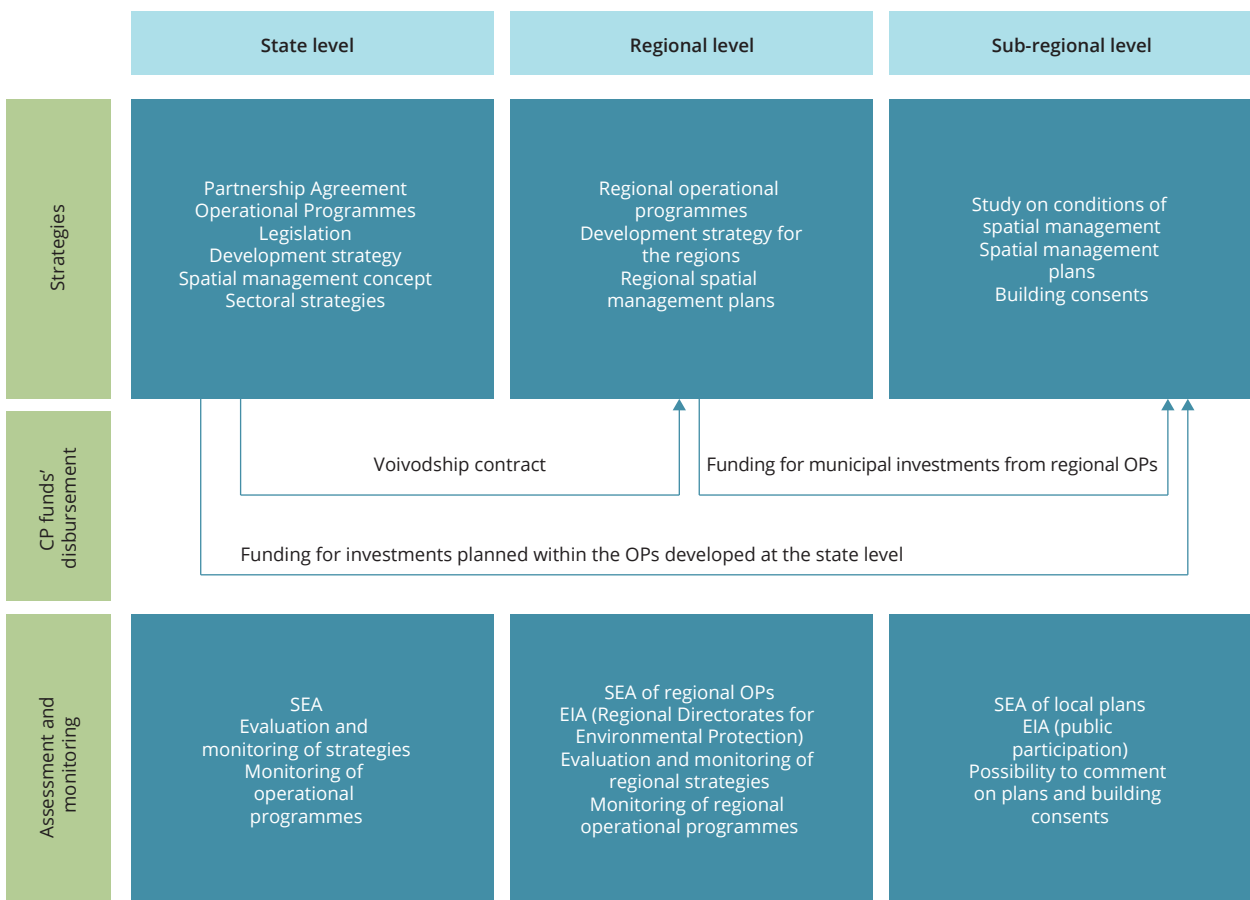 State level
Regional level
Sub-regional level
Strategies
Partnership Agreement
Operational Programmes
Legislation
Development strategy
Spatial management concept
Sectoral strategies
Regional operational
programmes
Development strategy for
the regions
Regional spatial
management plans
Study on conditions of
spatial management
Spatial management
plans
Building consents
CP funds'
disbursement
Voivodship contract
Funding for municipal investments from regional OPs
Funding for investments planned within the OPs developed at the state level
Assessment and
monitoring
SEA
Evaluation and
monitoring of strategies
Monitoring of
operational
programmes
SEA of regional OPs
EIA (Regional Directorates for
Environmental Protection)
Evaluation and monitoring of
regional strategies
Monitoring of regional
operational programmes
SEA of local plans
EIA (public
participation)
Possibility to comment
on plans and building
consents